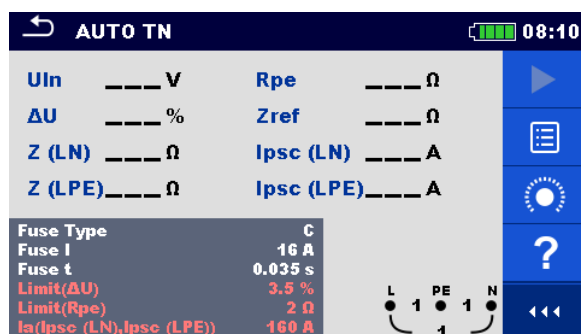 AUTO TN 08:10
Uln ___V Rpe ___Ω
ΔU ___% Zref ___Ω
Z (LN) ___Ω Ipsc (LN) ___A
Z (LPE)___Ω Ipsc (LPE)___A
Fuse Type C
Fuse I 16 A
Fuse t 0.035 s
Limit(ΔU) 3.5 %
Limit(Rpe) 2 Ω
Ia(Ipsc (LN),Ipsc (LPE)) 160 A
L PE N
1 1
1
?